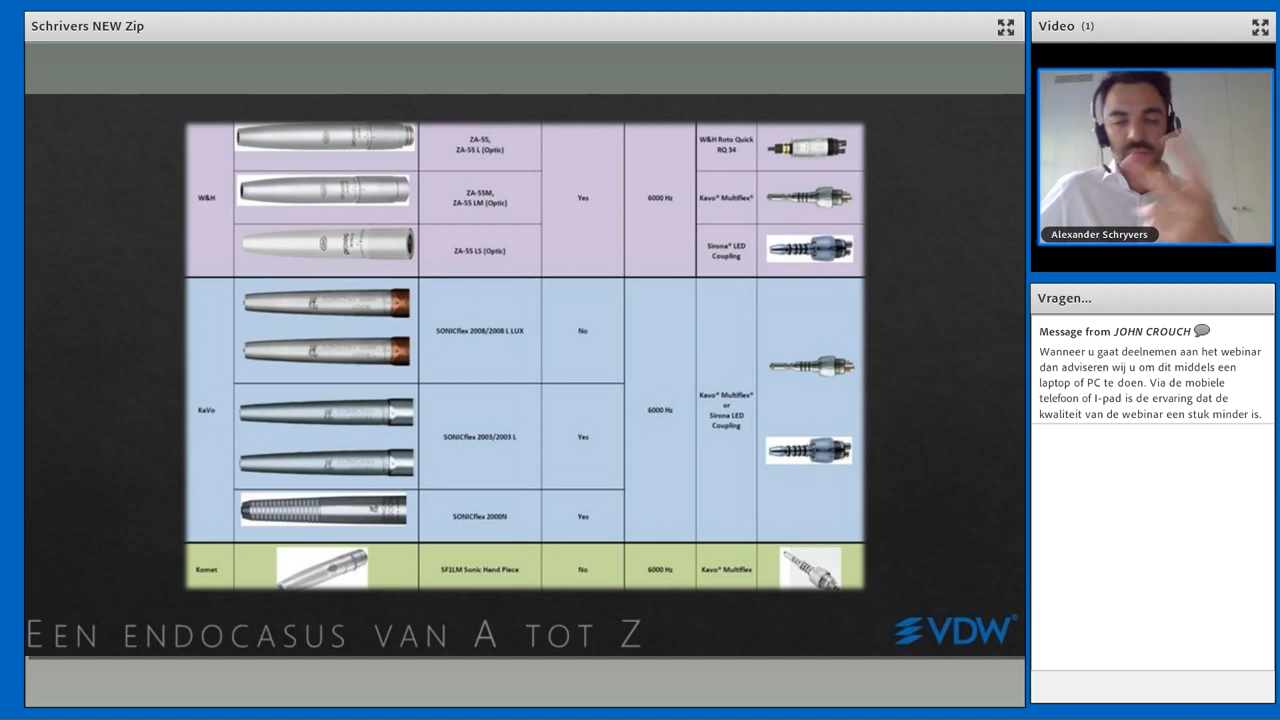 Schrivers NEW Zip
Video (1)
Alexander Schryvers
Vragen...
Message from JOHN CROUCH
Wanneer u gaat deelnemen aan het webinar
dan adviseren wij u om dit middels een
laptop of PC te doen. Via de mobiele
telefoon of I-pad is de ervaring dat de
kwaliteit van de webinar een stuk minder is.
W&H
ZA-55,
ZA-55 L (Optic)
ZA-55M,
ZA-55 LM (Optic)
ZA-55 LS (Optic)
Yes
6000 Hz
W&H Roto Quick
RQ 34
Kavo® Multiflex®
Sirona® LED
Coupling
KaVo
SONICflex 2008/2008 L LUX
No
SONICflex 2003/2003 L
Yes
SONICflex 2000N
Yes
6000 Hz
Kavo® Multiflex®
or
Sirona LED
Coupling
Komet
SF1LM Sonic Hand Piece
No
6000 Hz
Kavo® Multiflex
EEN ENDOCASUS VAN A TOT Z
VDW®